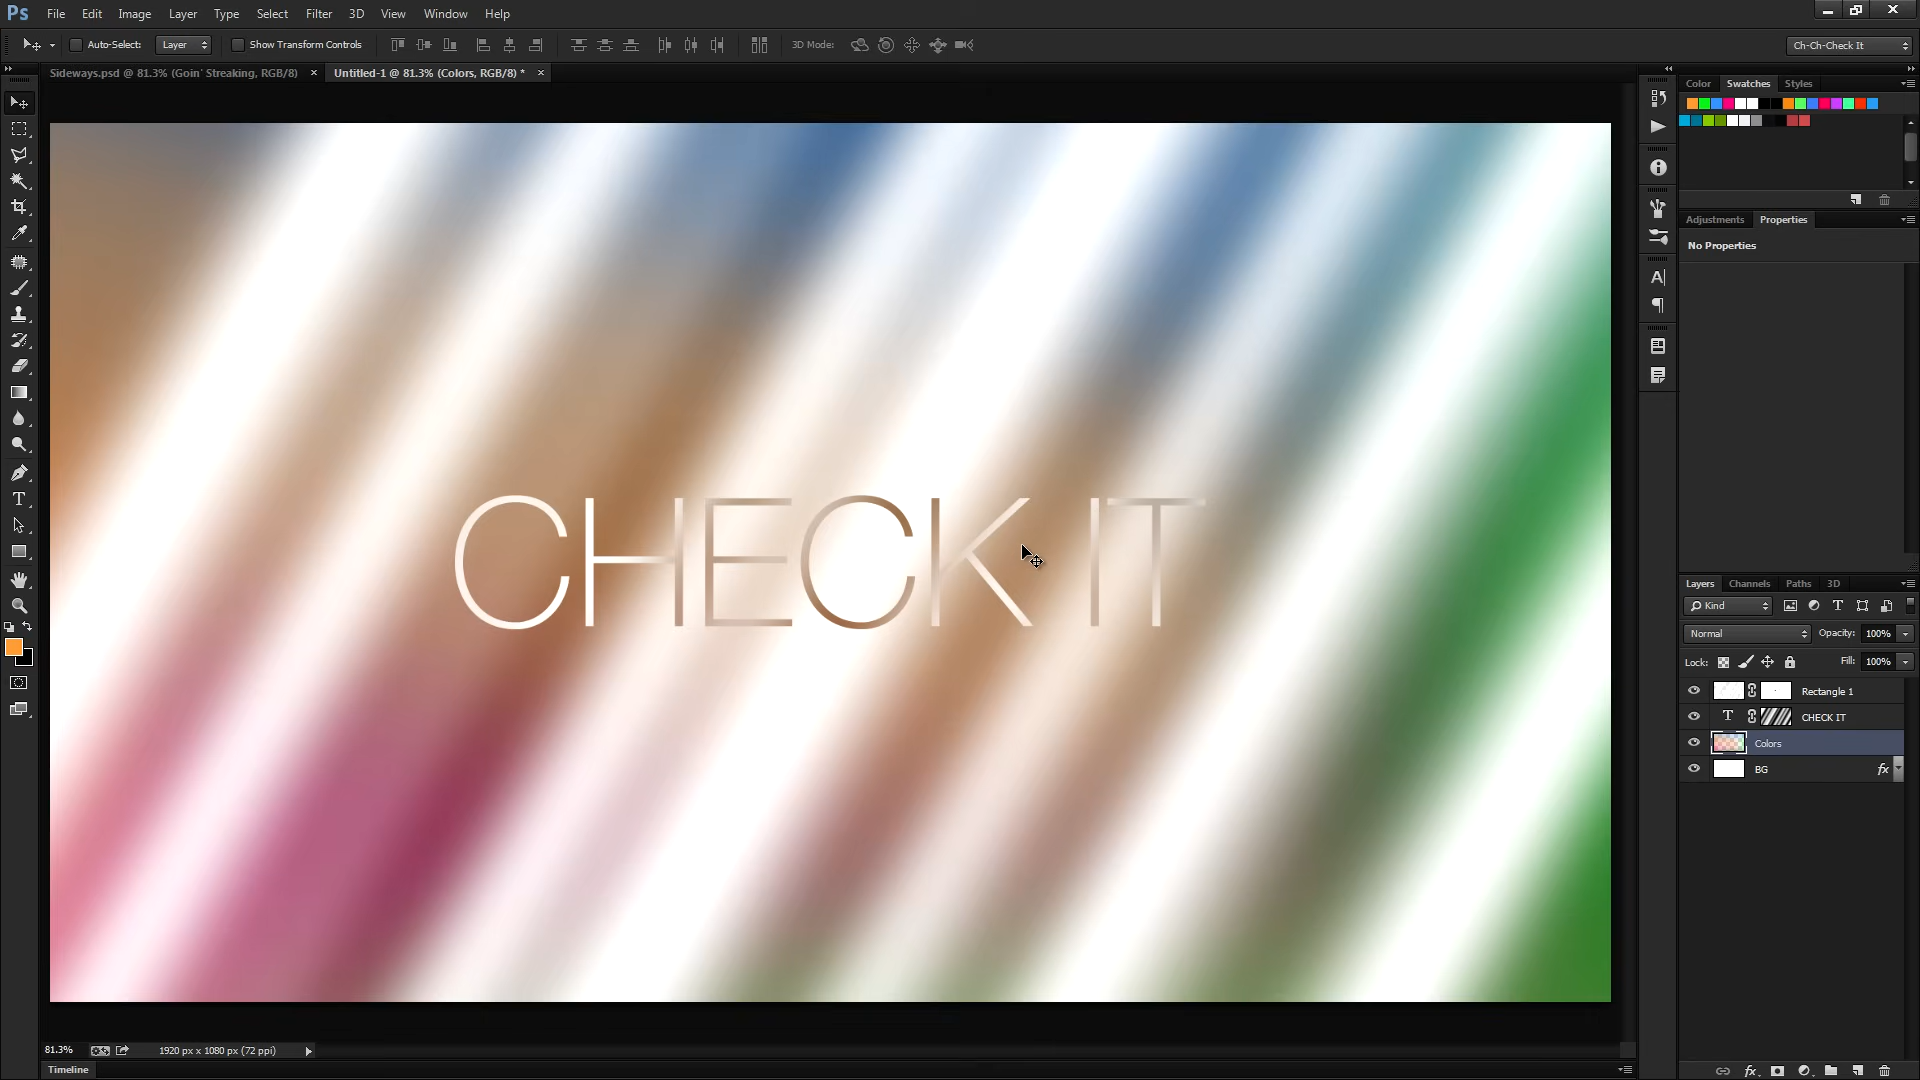 Ps File Edit Image Layer Type Select Filter 3D View Window Help
Auto-Select: Layer Show Transform Controls 3D Mode: Ch-Ch-Check It
Sideways.psd @ 81.3% (Goin' Streaking, RGB/8) × Untitled-1 @ 81.3% (Colors, RGB/8) * ×
Color Swatches Styles
Adjustments Properties
No Properties
CHECK IT
Layers Channels Paths 3D
Kind
Normal Opacity: 100%
Lock: Fill: 100%
Rectangle 1
CHECK IT
Colors
BG fx
81.3% 1920 px x 1080 px (72 ppi)
Timeline